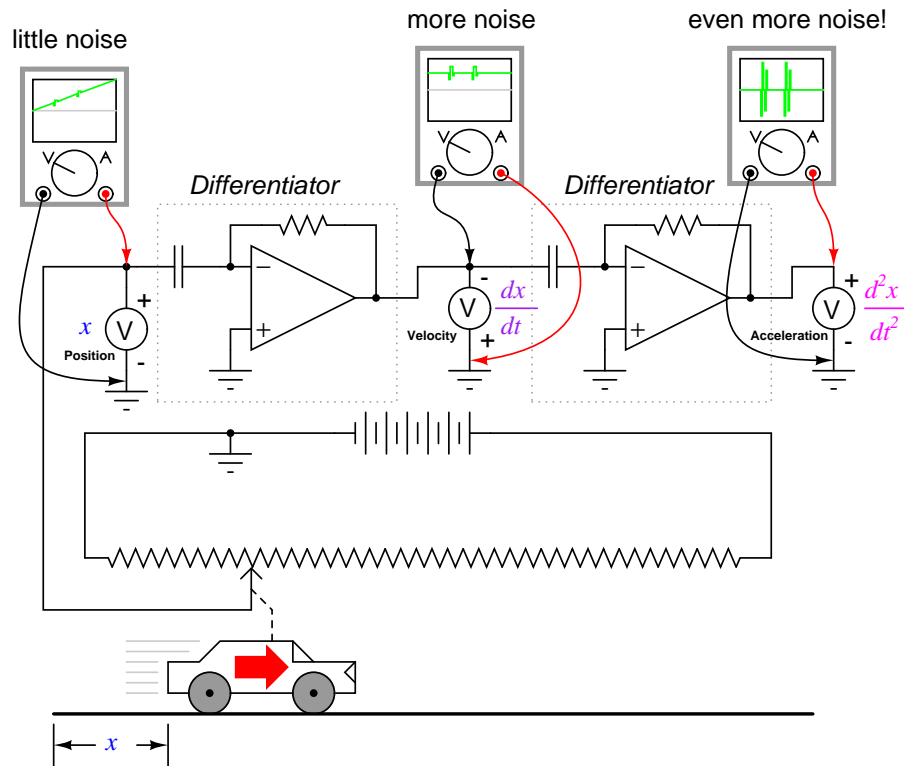 little noise
more noise
even more noise!
V A
V A
V A
Differentiator
Differentiator
−
+
−
+
x
V
+
-
Position
-
V
+
dx
dt
Velocity
+
V
-
d²x
dt²
Acceleration
x